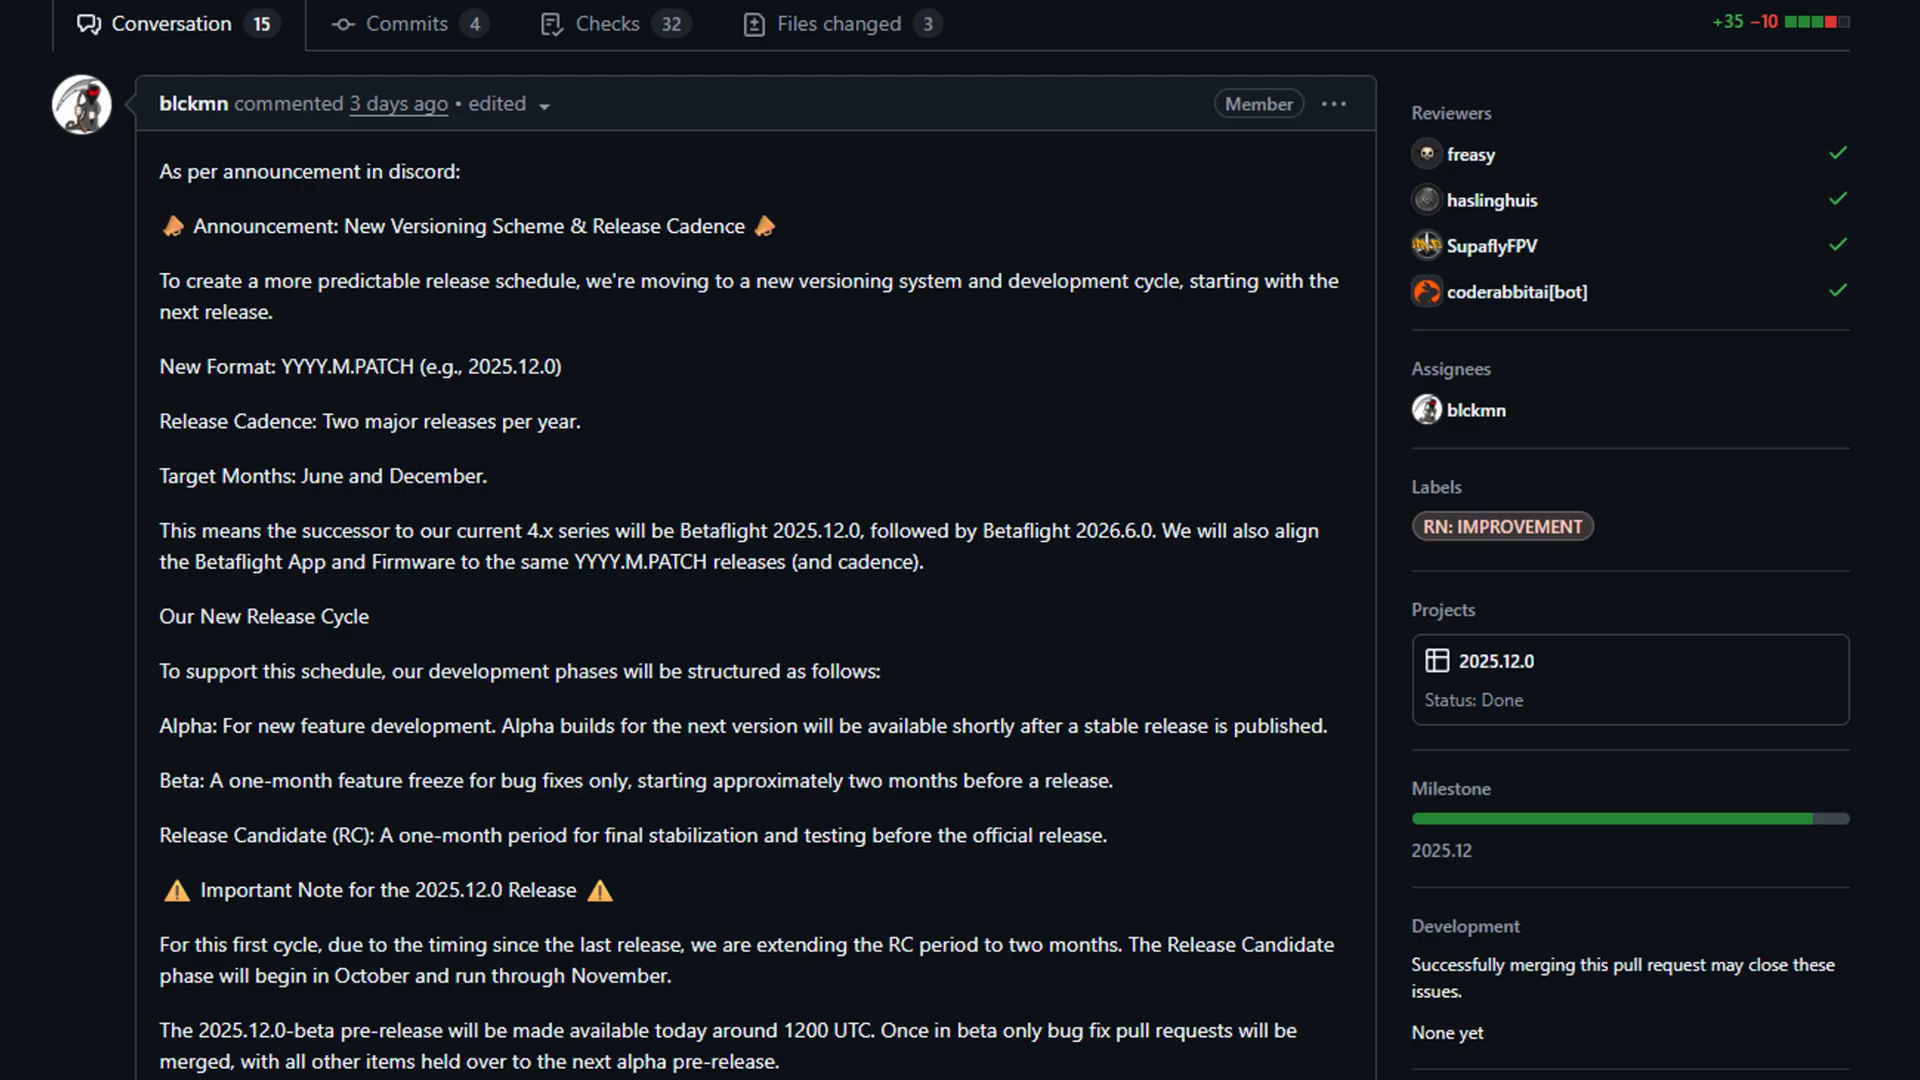 Conversation 15 Commits 4 Checks 32 Files changed 3 +35 −10
blckmn commented 3 days ago • edited Member
As per announcement in discord:
Announcement: New Versioning Scheme & Release Cadence
To create a more predictable release schedule, we're moving to a new versioning system and development cycle, starting with the
next release.
New Format: YYYY.M.PATCH (e.g., 2025.12.0)
Release Cadence: Two major releases per year.
Target Months: June and December.
This means the successor to our current 4.x series will be Betaflight 2025.12.0, followed by Betaflight 2026.6.0. We will also align
the Betaflight App and Firmware to the same YYYY.M.PATCH releases (and cadence).
Our New Release Cycle
To support this schedule, our development phases will be structured as follows:
Alpha: For new feature development. Alpha builds for the next version will be available shortly after a stable release is published.
Beta: A one-month feature freeze for bug fixes only, starting approximately two months before a release.
Release Candidate (RC): A one-month period for final stabilization and testing before the official release.
Important Note for the 2025.12.0 Release
For this first cycle, due to the timing since the last release, we are extending the RC period to two months. The Release Candidate
phase will begin in October and run through November.
The 2025.12.0-beta pre-release will be made available today around 1200 UTC. Once in beta only bug fix pull requests will be
merged, with all other items held over to the next alpha pre-release.
Reviewers
freasy
haslinghuis
SupaflyFPV
coderabbitai[bot]
Assignees
blckmn
Labels
RN: IMPROVEMENT
Projects
2025.12.0
Status: Done
Milestone
2025.12
Development
Successfully merging this pull request may close these
issues.
None yet